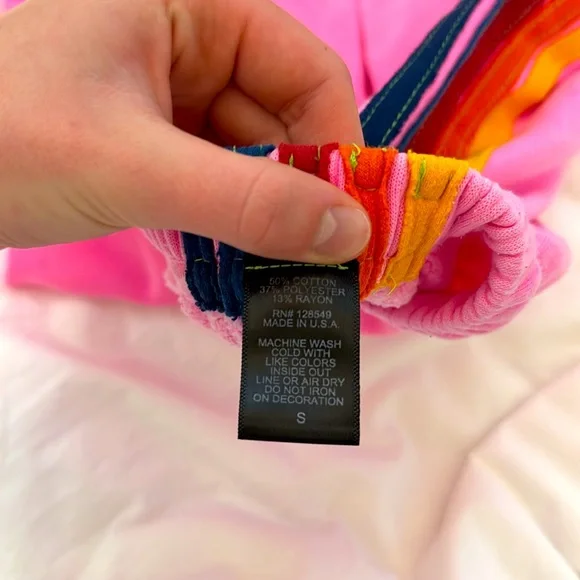 50% COTTON
37% POLYESTER
13% RAYON
RN# 128549
MADE IN U.S.A.
MACHINE WASH
COLD WITH
LIKE COLORS
INSIDE OUT
LINE OR AIR DRY
DO NOT IRON
ON DECORATION
S